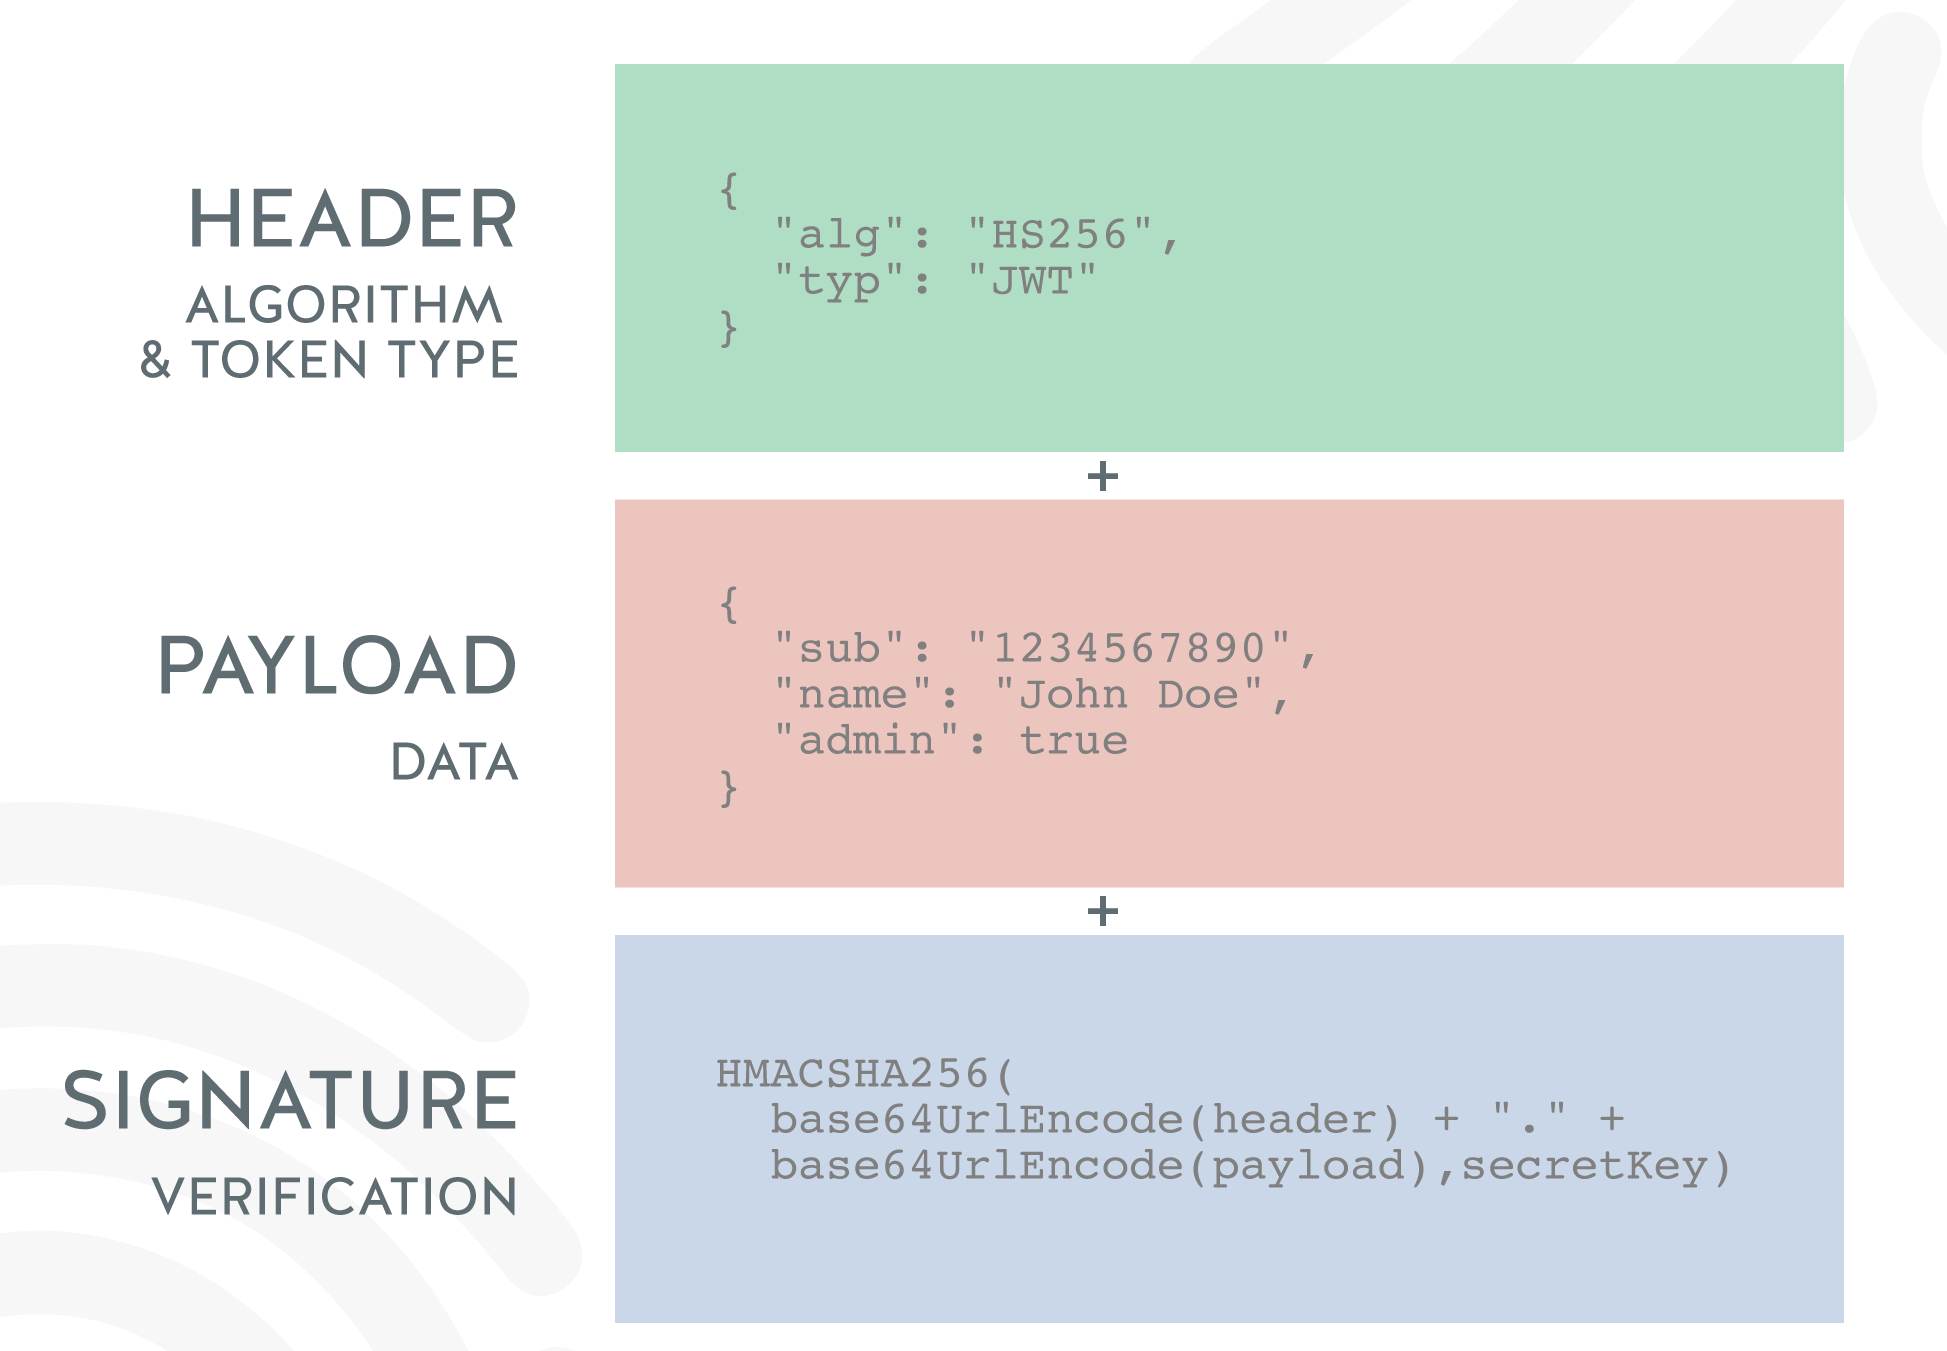 HEADER
ALGORITHM
& TOKEN TYPE
{
  "alg": "HS256",
  "typ": "JWT"
}
+
PAYLOAD
DATA
{
  "sub": "1234567890",
  "name": "John Doe",
  "admin": true
}
+
SIGNATURE
VERIFICATION
HMACSHA256(
  base64UrlEncode(header) + "." +
  base64UrlEncode(payload),secretKey)